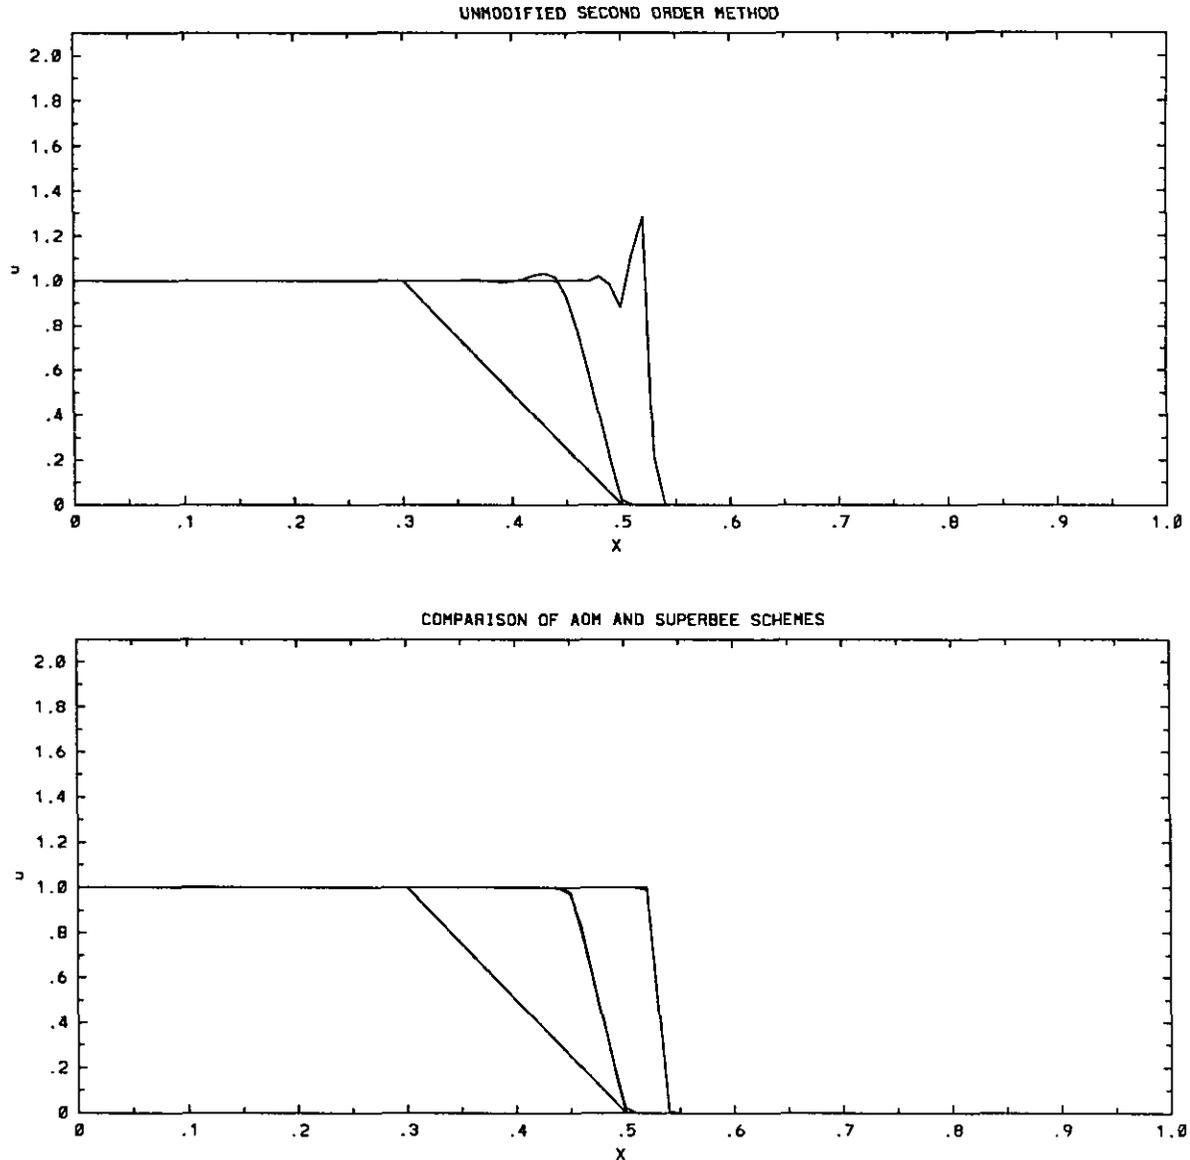 UNMODIFIED SECOND ORDER METHOD
2.0
1.8
1.6
1.4
1.2
u
1.0
.8
.6
.4
.2
0
0 .1 .2 .3 .4 .5 .6 .7 .8 .9 1.0
X
COMPARISON OF AOM AND SUPERBEE SCHEMES
2.0
1.8
1.6
1.4
1.2
u
1.0
.8
.6
.4
.2
0
0 .1 .2 .3 .4 .5 .6 .7 .8 .9 1.0
X